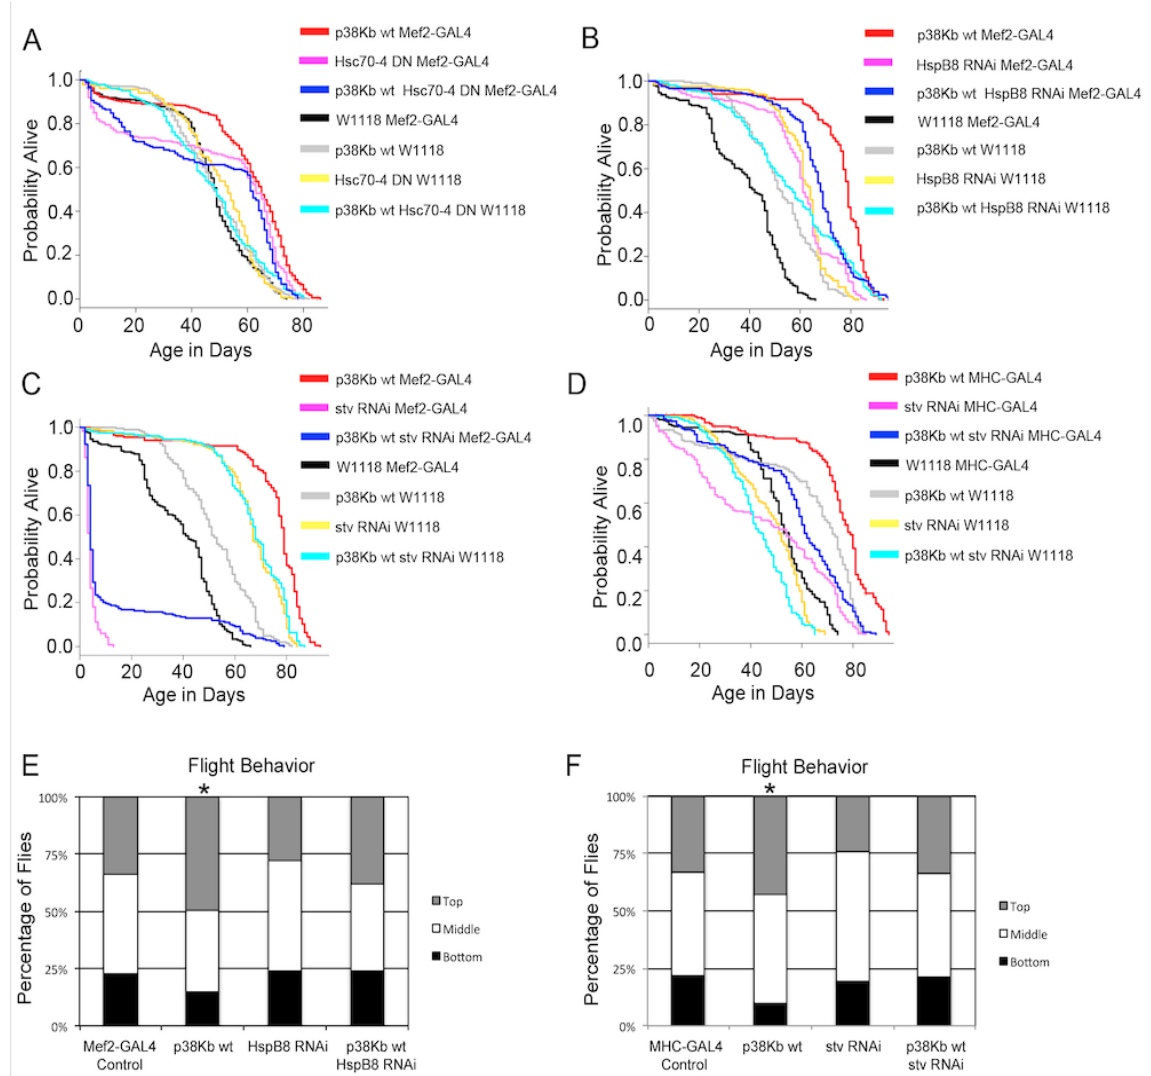 A
p38Kb wt Mef2-GAL4
Hsc70-4 DN Mef2-GAL4
p38Kb wt Hsc70-4 DN Mef2-GAL4
W1118 Mef2-GAL4
p38Kb wt W1118
Hsc70-4 DN W1118
p38Kb wt Hsc70-4 DN W1118
Probability Alive
1.0
0.8
0.6
0.4
0.2
0.0
0 20 40 60 80
Age in Days
B
p38Kb wt Mef2-GAL4
HspB8 RNAi Mef2-GAL4
p38Kb wt HspB8 RNAi Mef2-GAL4
W1118 Mef2-GAL4
p38Kb wt W1118
HspB8 RNAi W1118
p38Kb wt HspB8 RNAi W1118
Probability Alive
1.0
0.8
0.6
0.4
0.2
0.0
0 20 40 60 80
Age in Days
C
p38Kb wt Mef2-GAL4
stv RNAi Mef2-GAL4
p38Kb wt stv RNAi Mef2-GAL4
W1118 Mef2-GAL4
p38Kb wt W1118
stv RNAi W1118
p38Kb wt stv RNAi W1118
Probability Alive
1.0
0.8
0.6
0.4
0.2
0.0
0 20 40 60 80
Age in Days
D
p38Kb wt MHC-GAL4
stv RNAi MHC-GAL4
p38Kb wt stv RNAi MHC-GAL4
W1118 MHC-GAL4
p38Kb wt W1118
stv RNAi W1118
p38Kb wt stv RNAi W1118
Probability Alive
1.0
0.8
0.6
0.4
0.2
0.0
0 20 40 60 80
Age in Days
E
Flight Behavior
*
Percentage of Flies
100%
75%
50%
25%
0%
Top
Middle
Bottom
Mef2-GAL4 p38Kb wt HspB8 RNAi p38Kb wt
Control HspB8 RNAi
F
Flight Behavior
*
Percentage of Flies
100%
75%
50%
25%
0%
Top
Middle
Bottom
MHC-GAL4 p38Kb wt stv RNAi p38Kb wt
Control stv RNAi